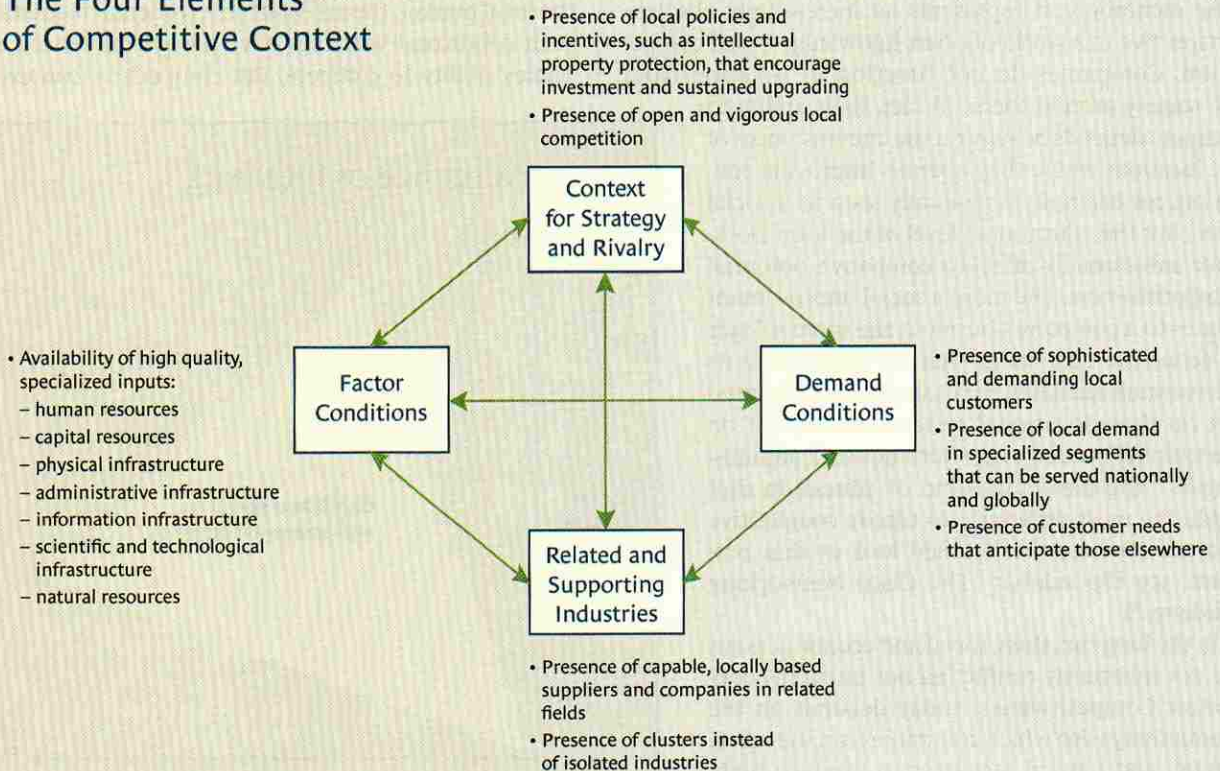 The Four Elements
of Competitive Context
• Presence of local policies and
incentives, such as intellectual
property protection, that encourage
investment and sustained upgrading
• Presence of open and vigorous local
competition
Context
for Strategy
and Rivalry
• Availability of high quality,
specialized inputs:
– human resources
– capital resources
– physical infrastructure
– administrative infrastructure
– information infrastructure
– scientific and technological
infrastructure
– natural resources
Factor
Conditions
Demand
Conditions
• Presence of sophisticated
and demanding local
customers
• Presence of local demand
in specialized segments
that can be served nationally
and globally
• Presence of customer needs
that anticipate those elsewhere
Related and
Supporting
Industries
• Presence of capable, locally based
suppliers and companies in related
fields
• Presence of clusters instead
of isolated industries